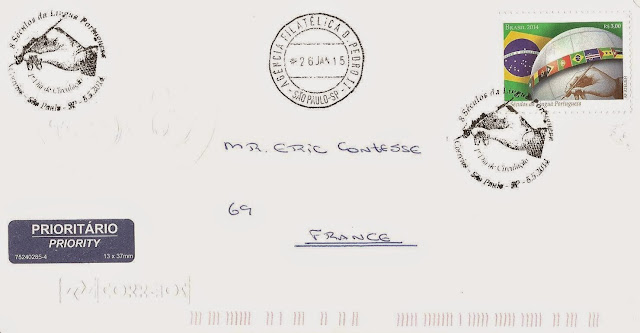 8 Séculos da Língua Portuguesa
1º Dia de Circulação
Correios - São Paulo - SP - 8.5.2014
AGÊNCIA FILATÉLICA D. PEDRO II
26 JAN 15
SÃO PAULO-SP
BRASIL 2014
R$ 3,00
8 Séculos da Língua Portuguesa
8 Séculos da Língua Portuguesa
1º Dia de Circulação
Correios - São Paulo - SP - 8.5.2014
MR. ERIC CONTESSE
69
FRANCE
PRIORITÁRIO
PRIORITY
75240285-4 13 x 37mm
CORREIOS